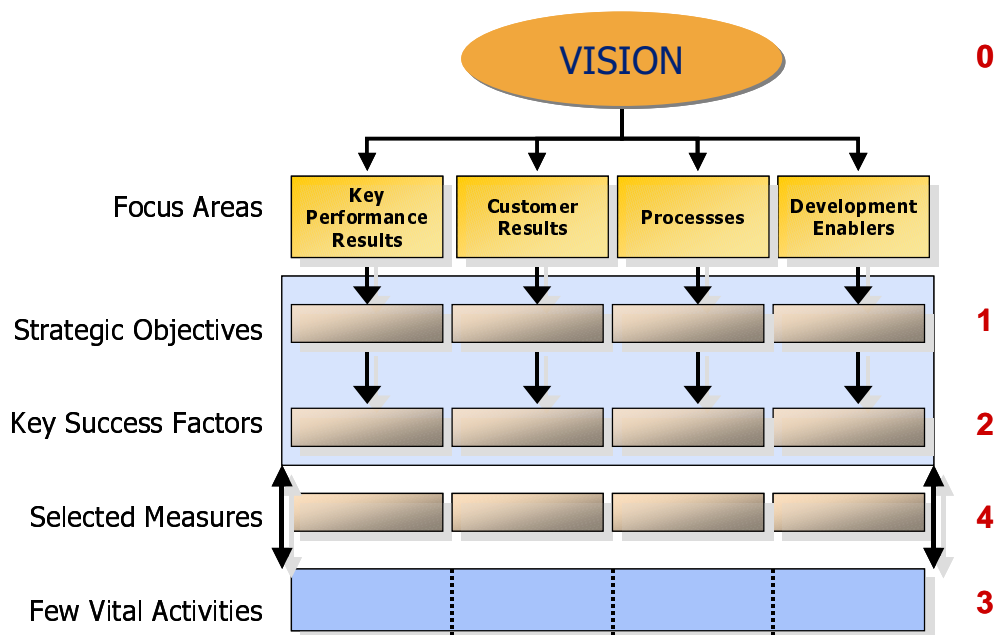 VISION
0
Focus Areas
Key
Performance
Results
Customer
Results
Processses
Development
Enablers
Strategic Objectives
1
Key Success Factors
2
Selected Measures
4
Few Vital Activities
3